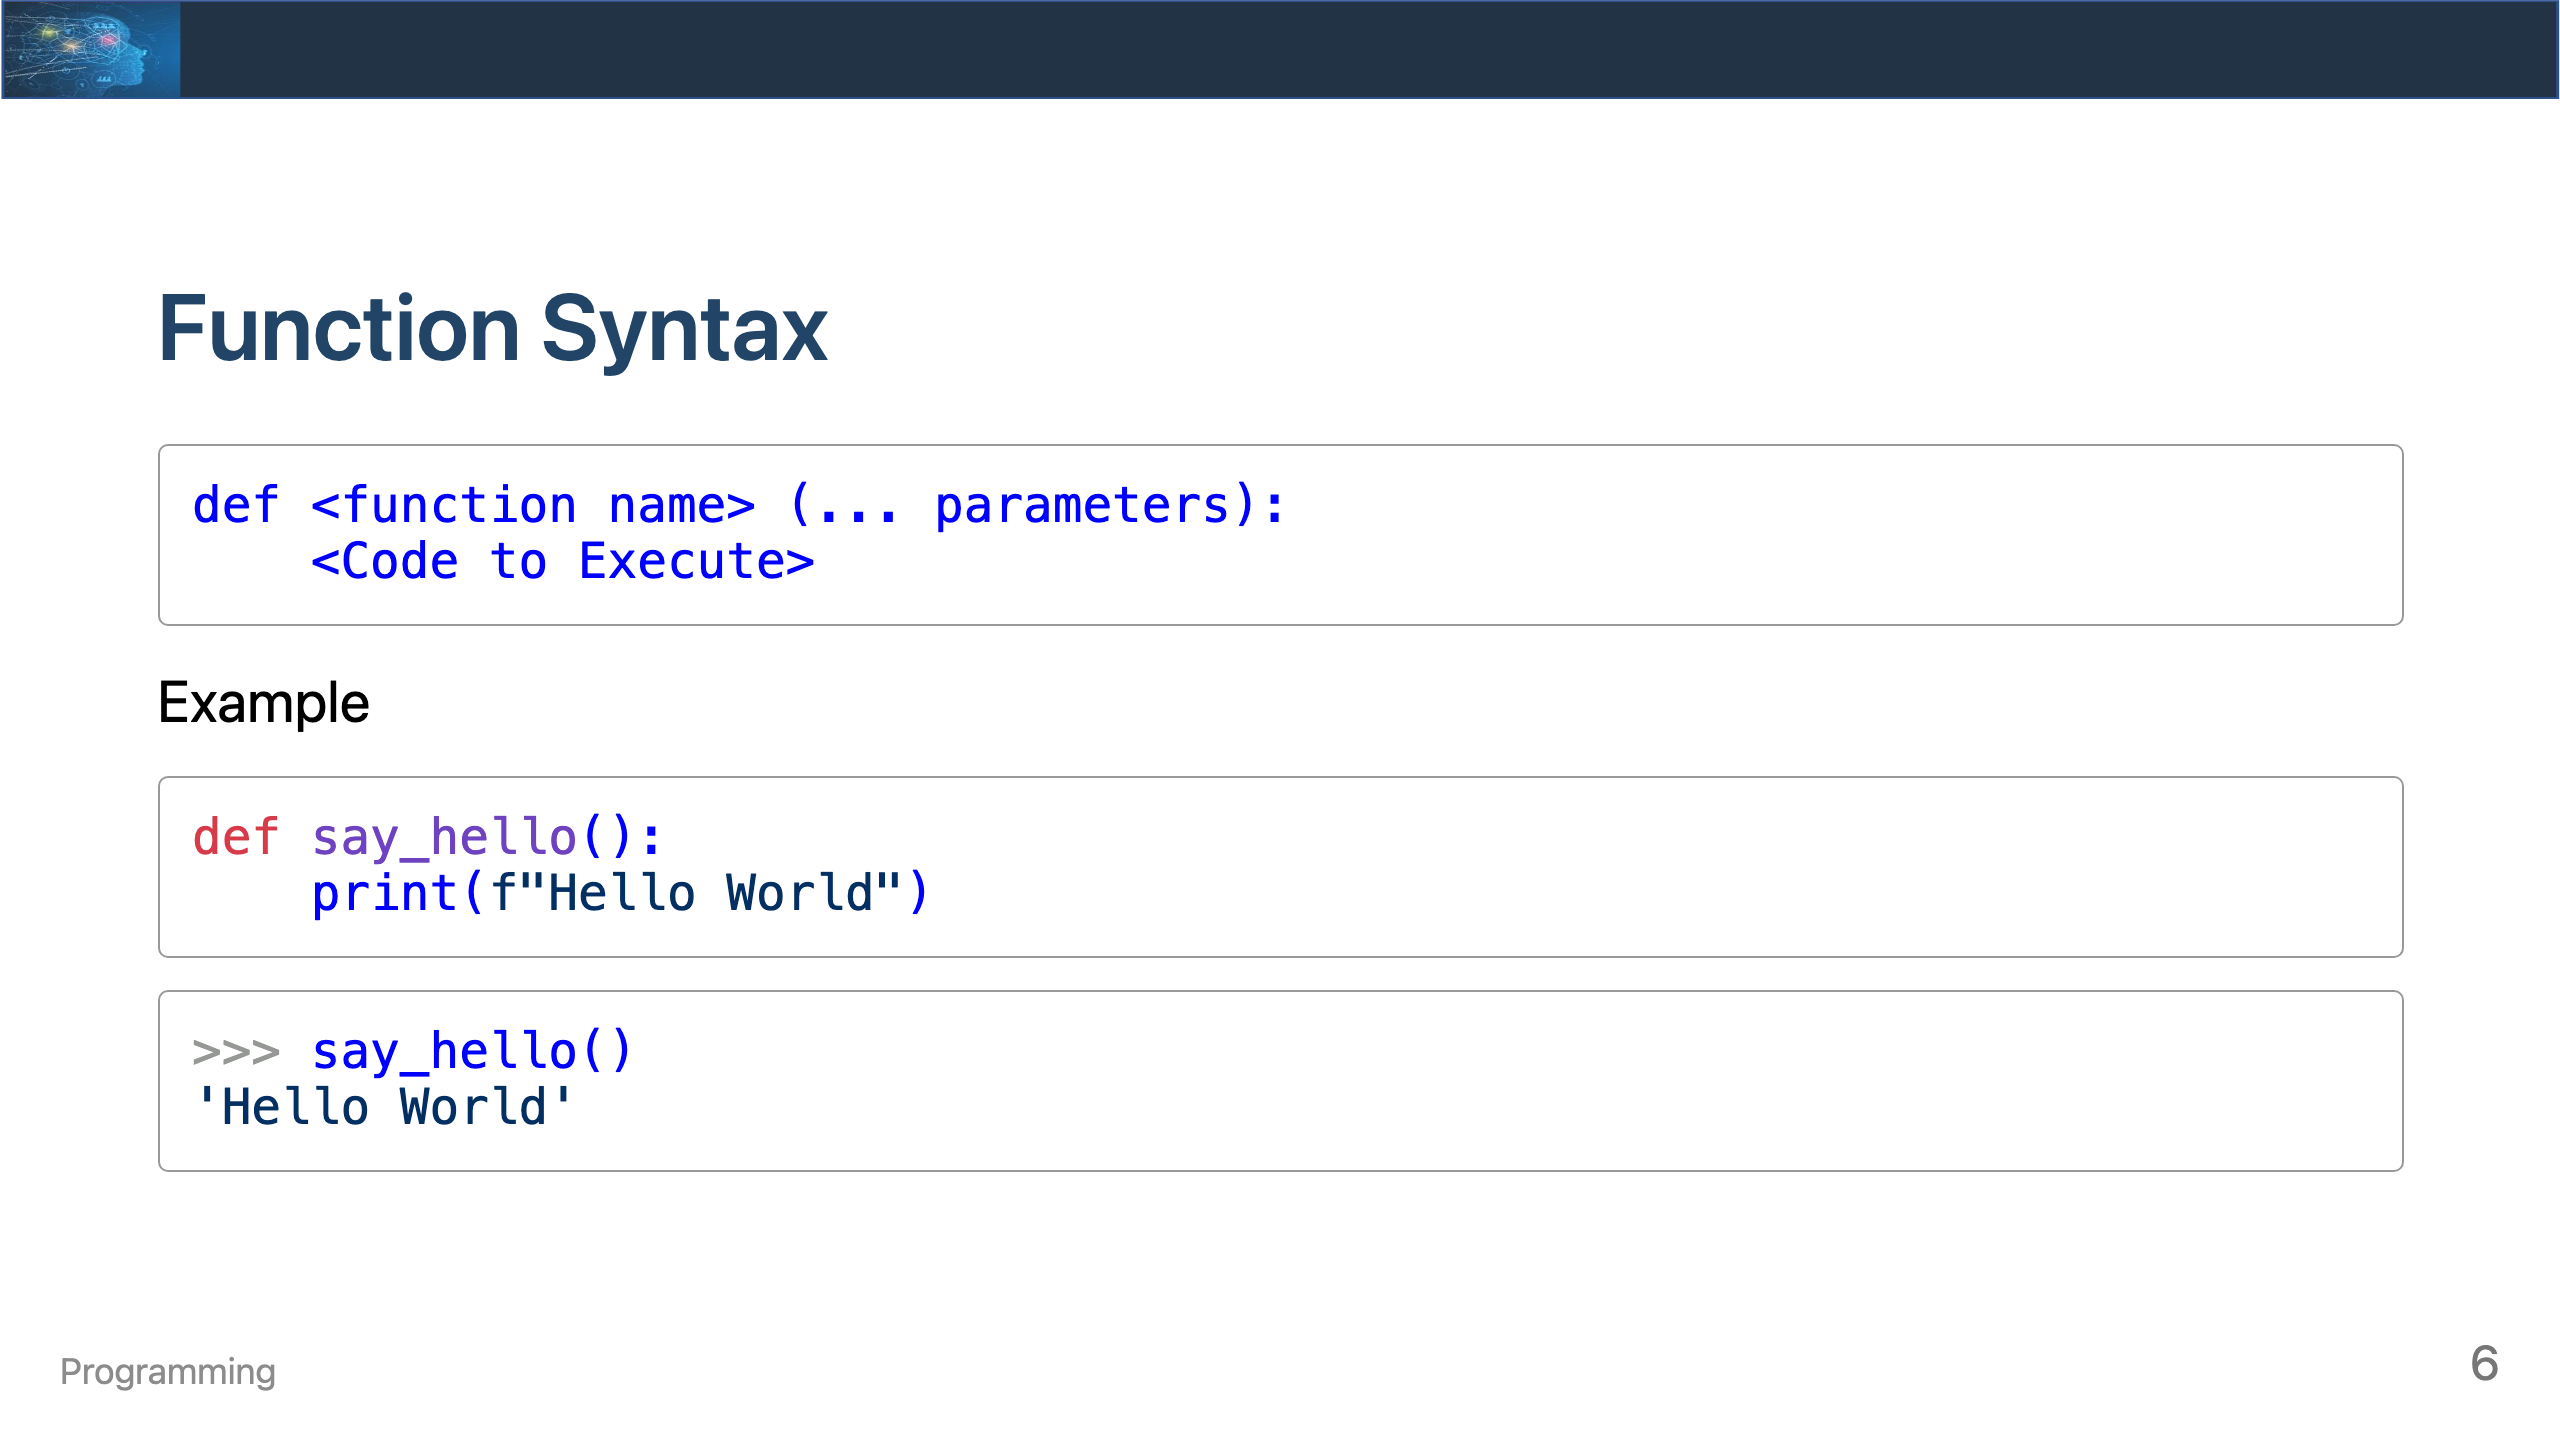 Function Syntax
def <function name> (... parameters):
    <Code to Execute>
Example
def say_hello():
    print(f"Hello World")
>>> say_hello()
'Hello World'
Programming
6